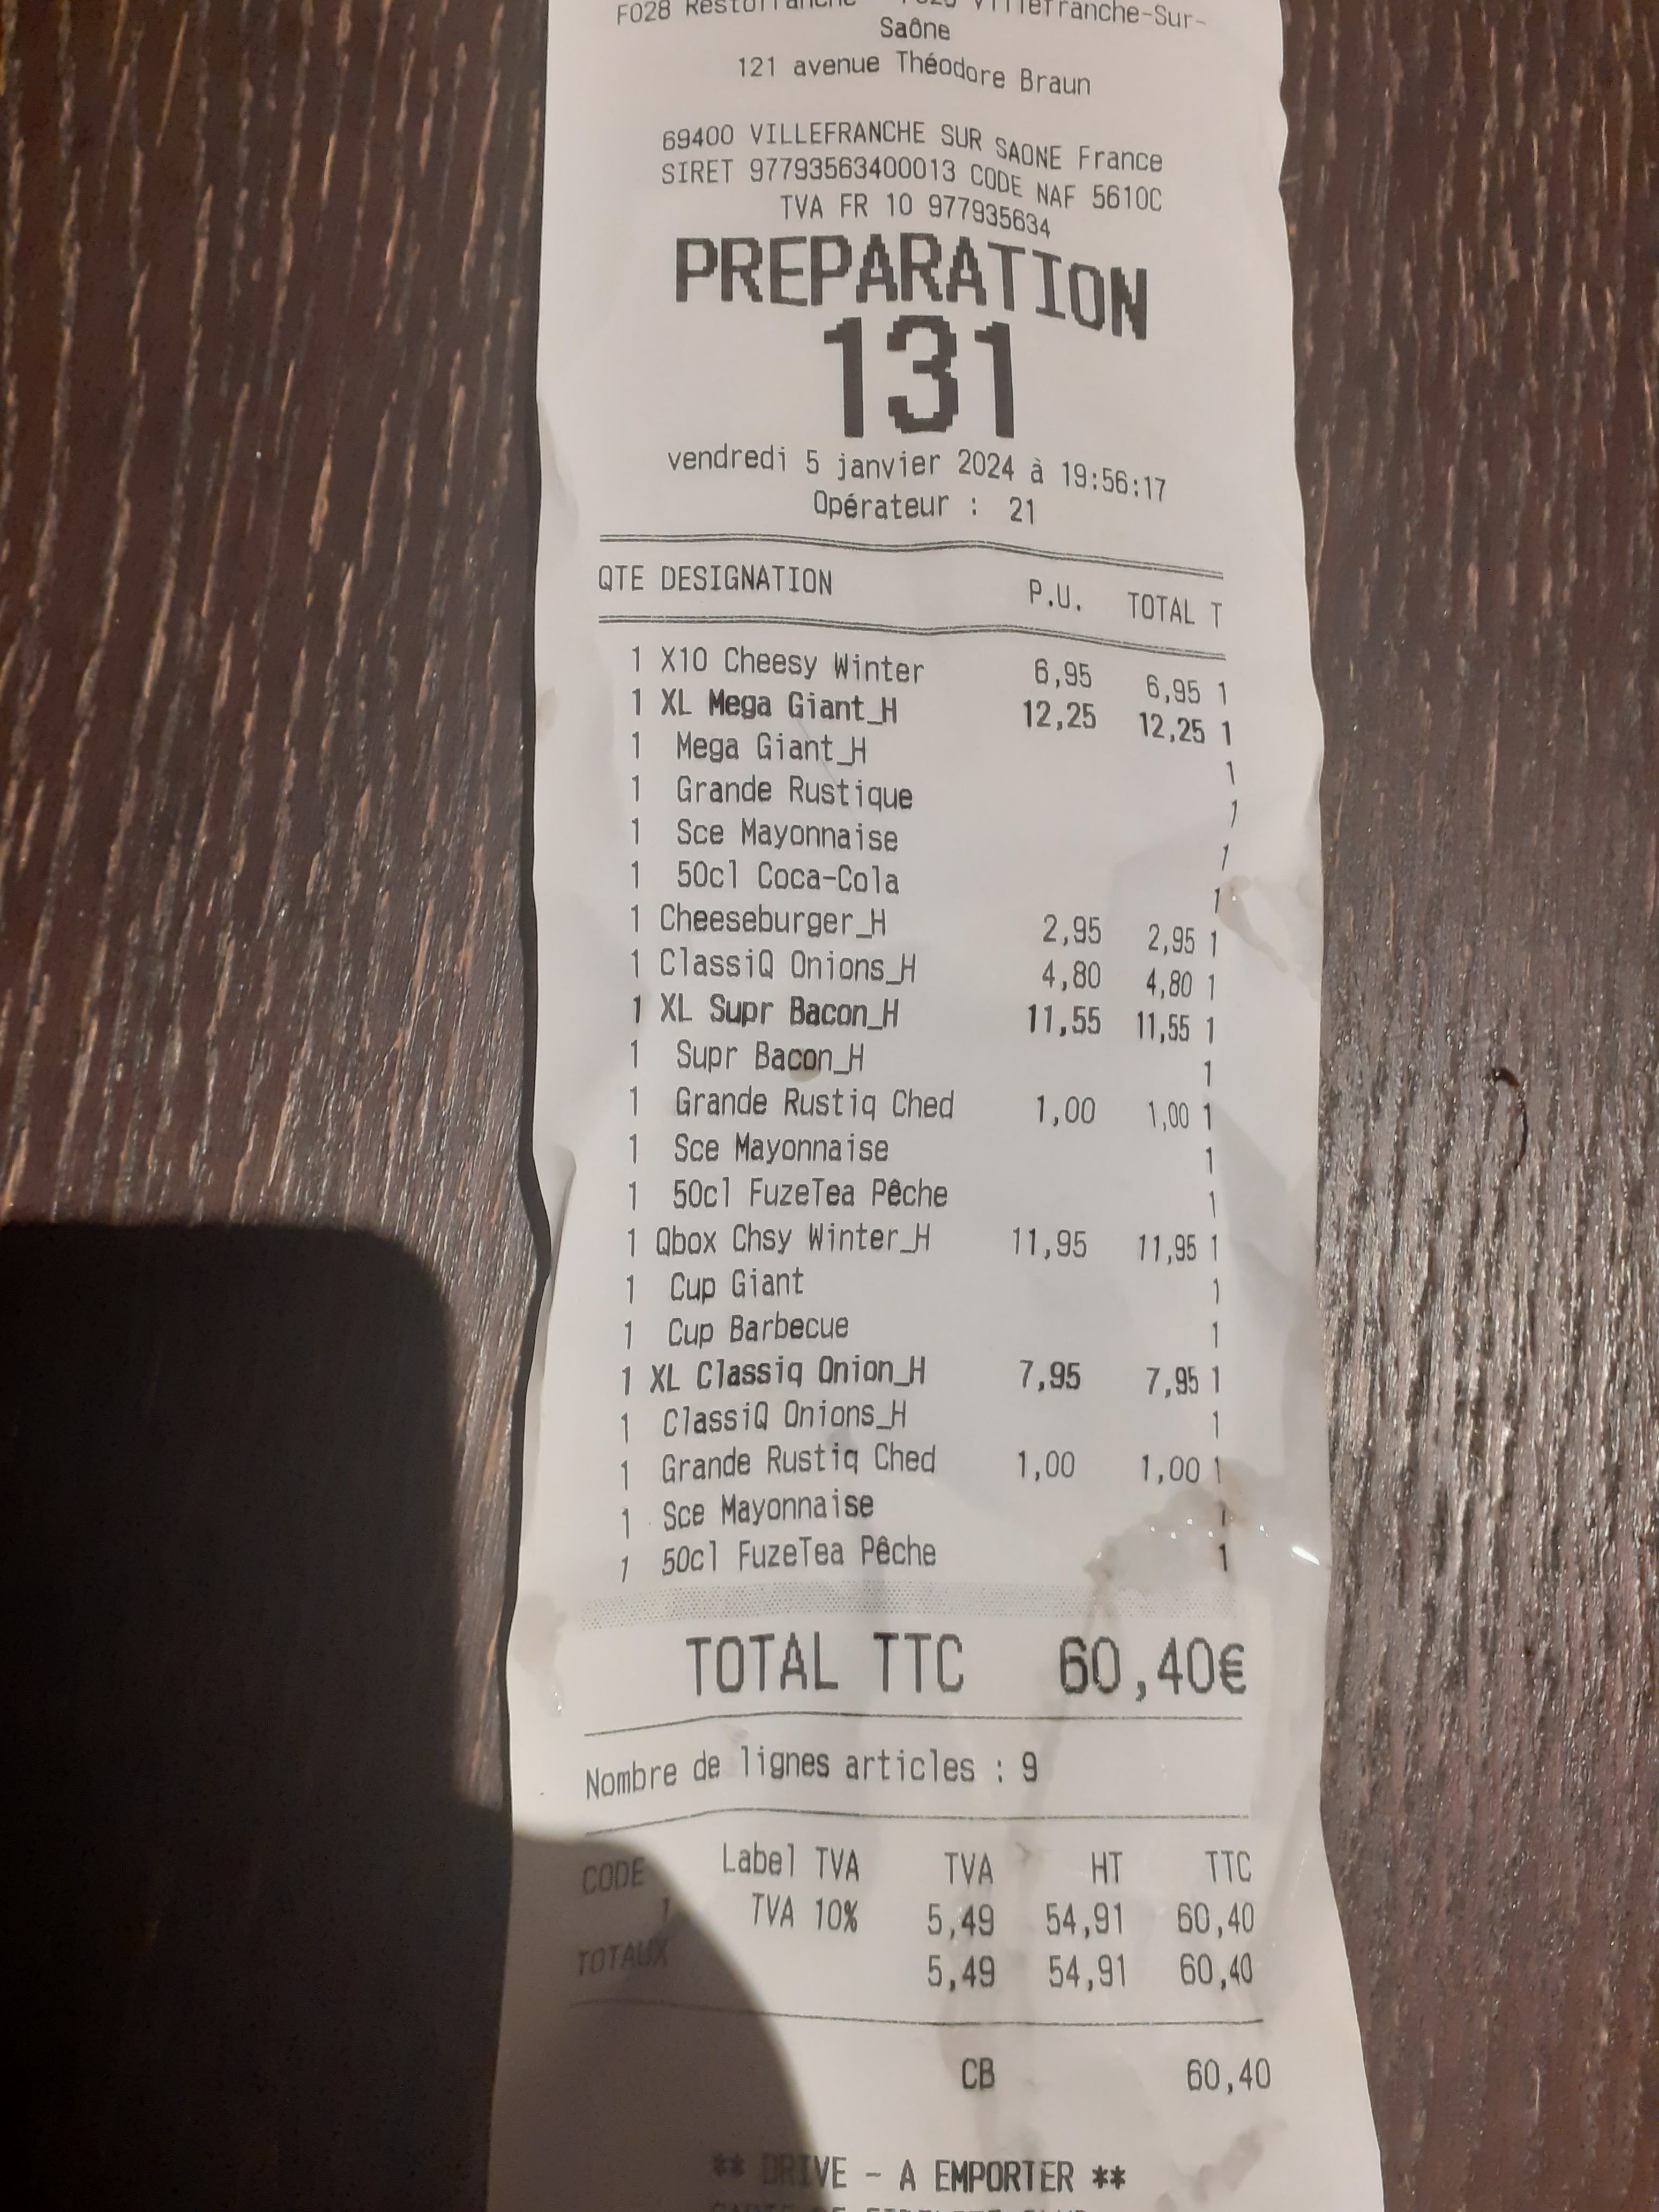 F028 Villefranche-Sur-
Saône
121 avenue Théodore Braun
69400 VILLEFRANCHE SUR SAONE France
SIRET 97793563400013 CODE NAF 5610C
TVA FR 10 977935634
PREPARATION
131
vendredi 5 janvier 2024 à 19:56:17
Opérateur : 21
QTE DESIGNATION P.U. TOTAL T
1 X10 Cheesy Winter 6,95 6,95 1
1 XL Mega Giant_H 12,25 12,25 1
1 Mega Giant_H 1
1 Grande Rustique 1
1 Sce Mayonnaise 1
1 50cl Coca-Cola 1
1 Cheeseburger_H 2,95 2,95 1
1 ClassiQ Onions_H 4,80 4,80 1
1 XL Supr Bacon_H 11,55 11,55 1
1 Supr Bacon_H 1
1 Grande Rustiq Ched 1,00 1,00 1
1 Sce Mayonnaise 1
1 50cl FuzeTea Pêche 1
1 Qbox Chsy Winter_H 11,95 11,95 1
1 Cup Giant 1
1 Cup Barbecue 1
1 XL Classiq Onion_H 7,95 7,95 1
1 ClassiQ Onions_H 1
1 Grande Rustiq Ched 1,00 1,00 1
1 Sce Mayonnaise 1
1 50cl FuzeTea Pêche 1
TOTAL TTC 60,40€
Nombre de lignes articles : 9
CODE Label TVA TVA HT TTC
1 TVA 10% 5,49 54,91 60,40
TOTAUX 5,49 54,91 60,40
CB 60,40
** DRIVE - A EMPORTER **